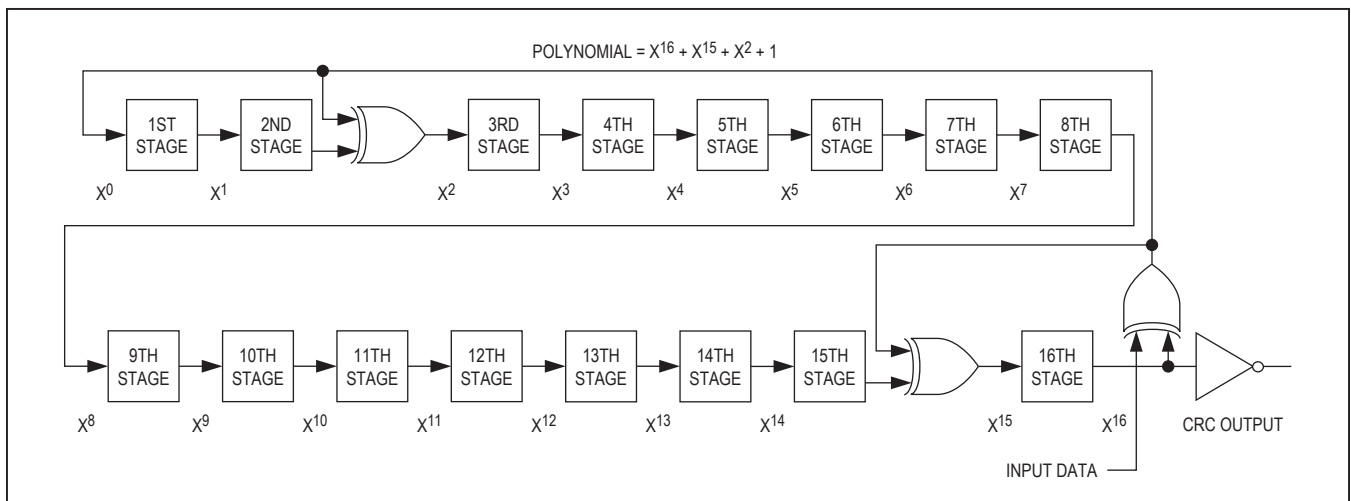 POLYNOMIAL = X16 + X15 + X2 + 1
1ST STAGE
2ND STAGE
3RD STAGE
4TH STAGE
5TH STAGE
6TH STAGE
7TH STAGE
8TH STAGE
X0 X1 X2 X3 X4 X5 X6 X7
9TH STAGE
10TH STAGE
11TH STAGE
12TH STAGE
13TH STAGE
14TH STAGE
15TH STAGE
16TH STAGE
X8 X9 X10 X11 X12 X13 X14 X15 X16 CRC OUTPUT
INPUT DATA